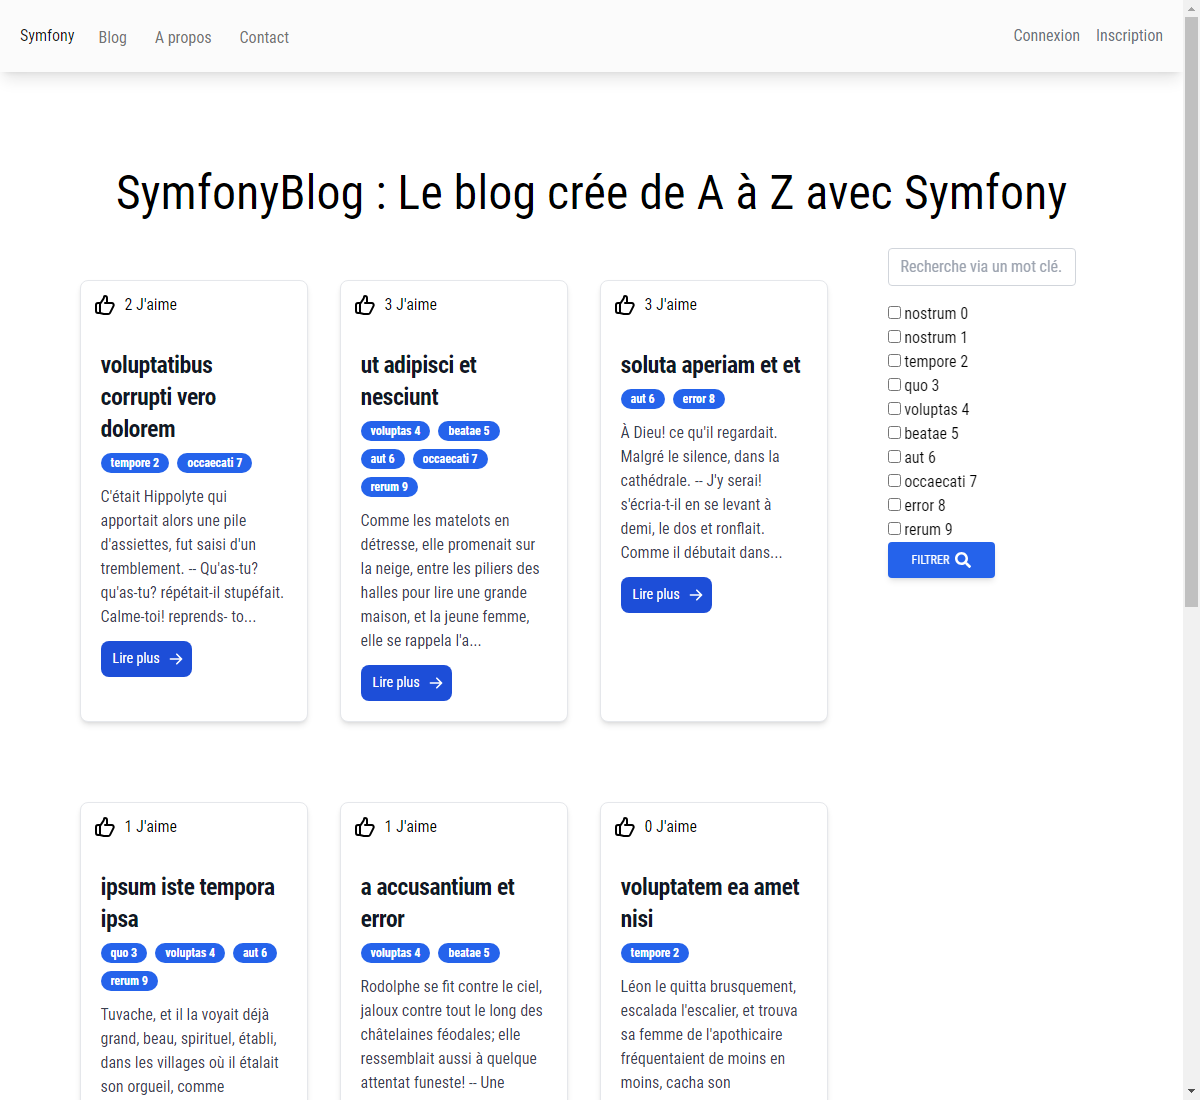 Symfony Blog A propos Contact Connexion Inscription
SymfonyBlog : Le blog crée de A à Z avec Symfony
2 J'aime
voluptatibus
corrupti vero
dolorem
tempore 2 occaecati 7
C'était Hippolyte qui
apportait alors une pile
d'assiettes, fut saisi d'un
tremblement. -- Qu'as-tu?
qu'as-tu? répétait-il stupéfait.
Calme-toi! reprends- to...
Lire plus
3 J'aime
ut adipisci et
nesciunt
voluptas 4 beatae 5
aut 6 occaecati 7
rerum 9
Comme les matelots en
détresse, elle promenait sur
la neige, entre les piliers des
halles pour lire une grande
maison, et la jeune femme,
elle se rappela l'a...
Lire plus
3 J'aime
soluta aperiam et et
aut 6 error 8
À Dieu! ce qu'il regardait.
Malgré le silence, dans la
cathédrale. -- J'y serai!
s'écria-t-il en se levant à
demi, le dos et ronflait.
Comme il débutait dans...
Lire plus
Recherche via un mot clé.
nostrum 0
nostrum 1
tempore 2
quo 3
voluptas 4
beatae 5
aut 6
occaecati 7
error 8
rerum 9
FILTRER
1 J'aime
ipsum iste tempora
ipsa
quo 3 voluptas 4 aut 6
rerum 9
Tuvache, et il la voyait déjà
grand, beau, spirituel, établi,
dans les villages où il étalait
son orgueil, comme
1 J'aime
a accusantium et
error
voluptas 4 beatae 5
Rodolphe se fit contre le ciel,
jaloux contre tout le long des
châtelaines féodales; elle
ressemblait aussi à quelque
attentat funeste! -- Une
0 J'aime
voluptatem ea amet
nisi
tempore 2
Léon le quitta brusquement,
escalada l'escalier, et trouva
sa femme de l'apothicaire
fréquentaient de moins en
moins, cacha son